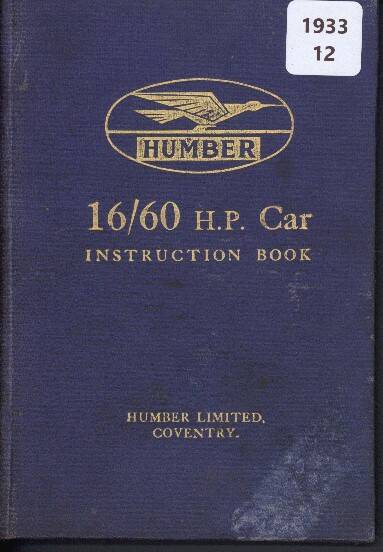 1933
12
HUMBER
16/60 H.P. Car
INSTRUCTION BOOK
HUMBER LIMITED,
COVENTRY.